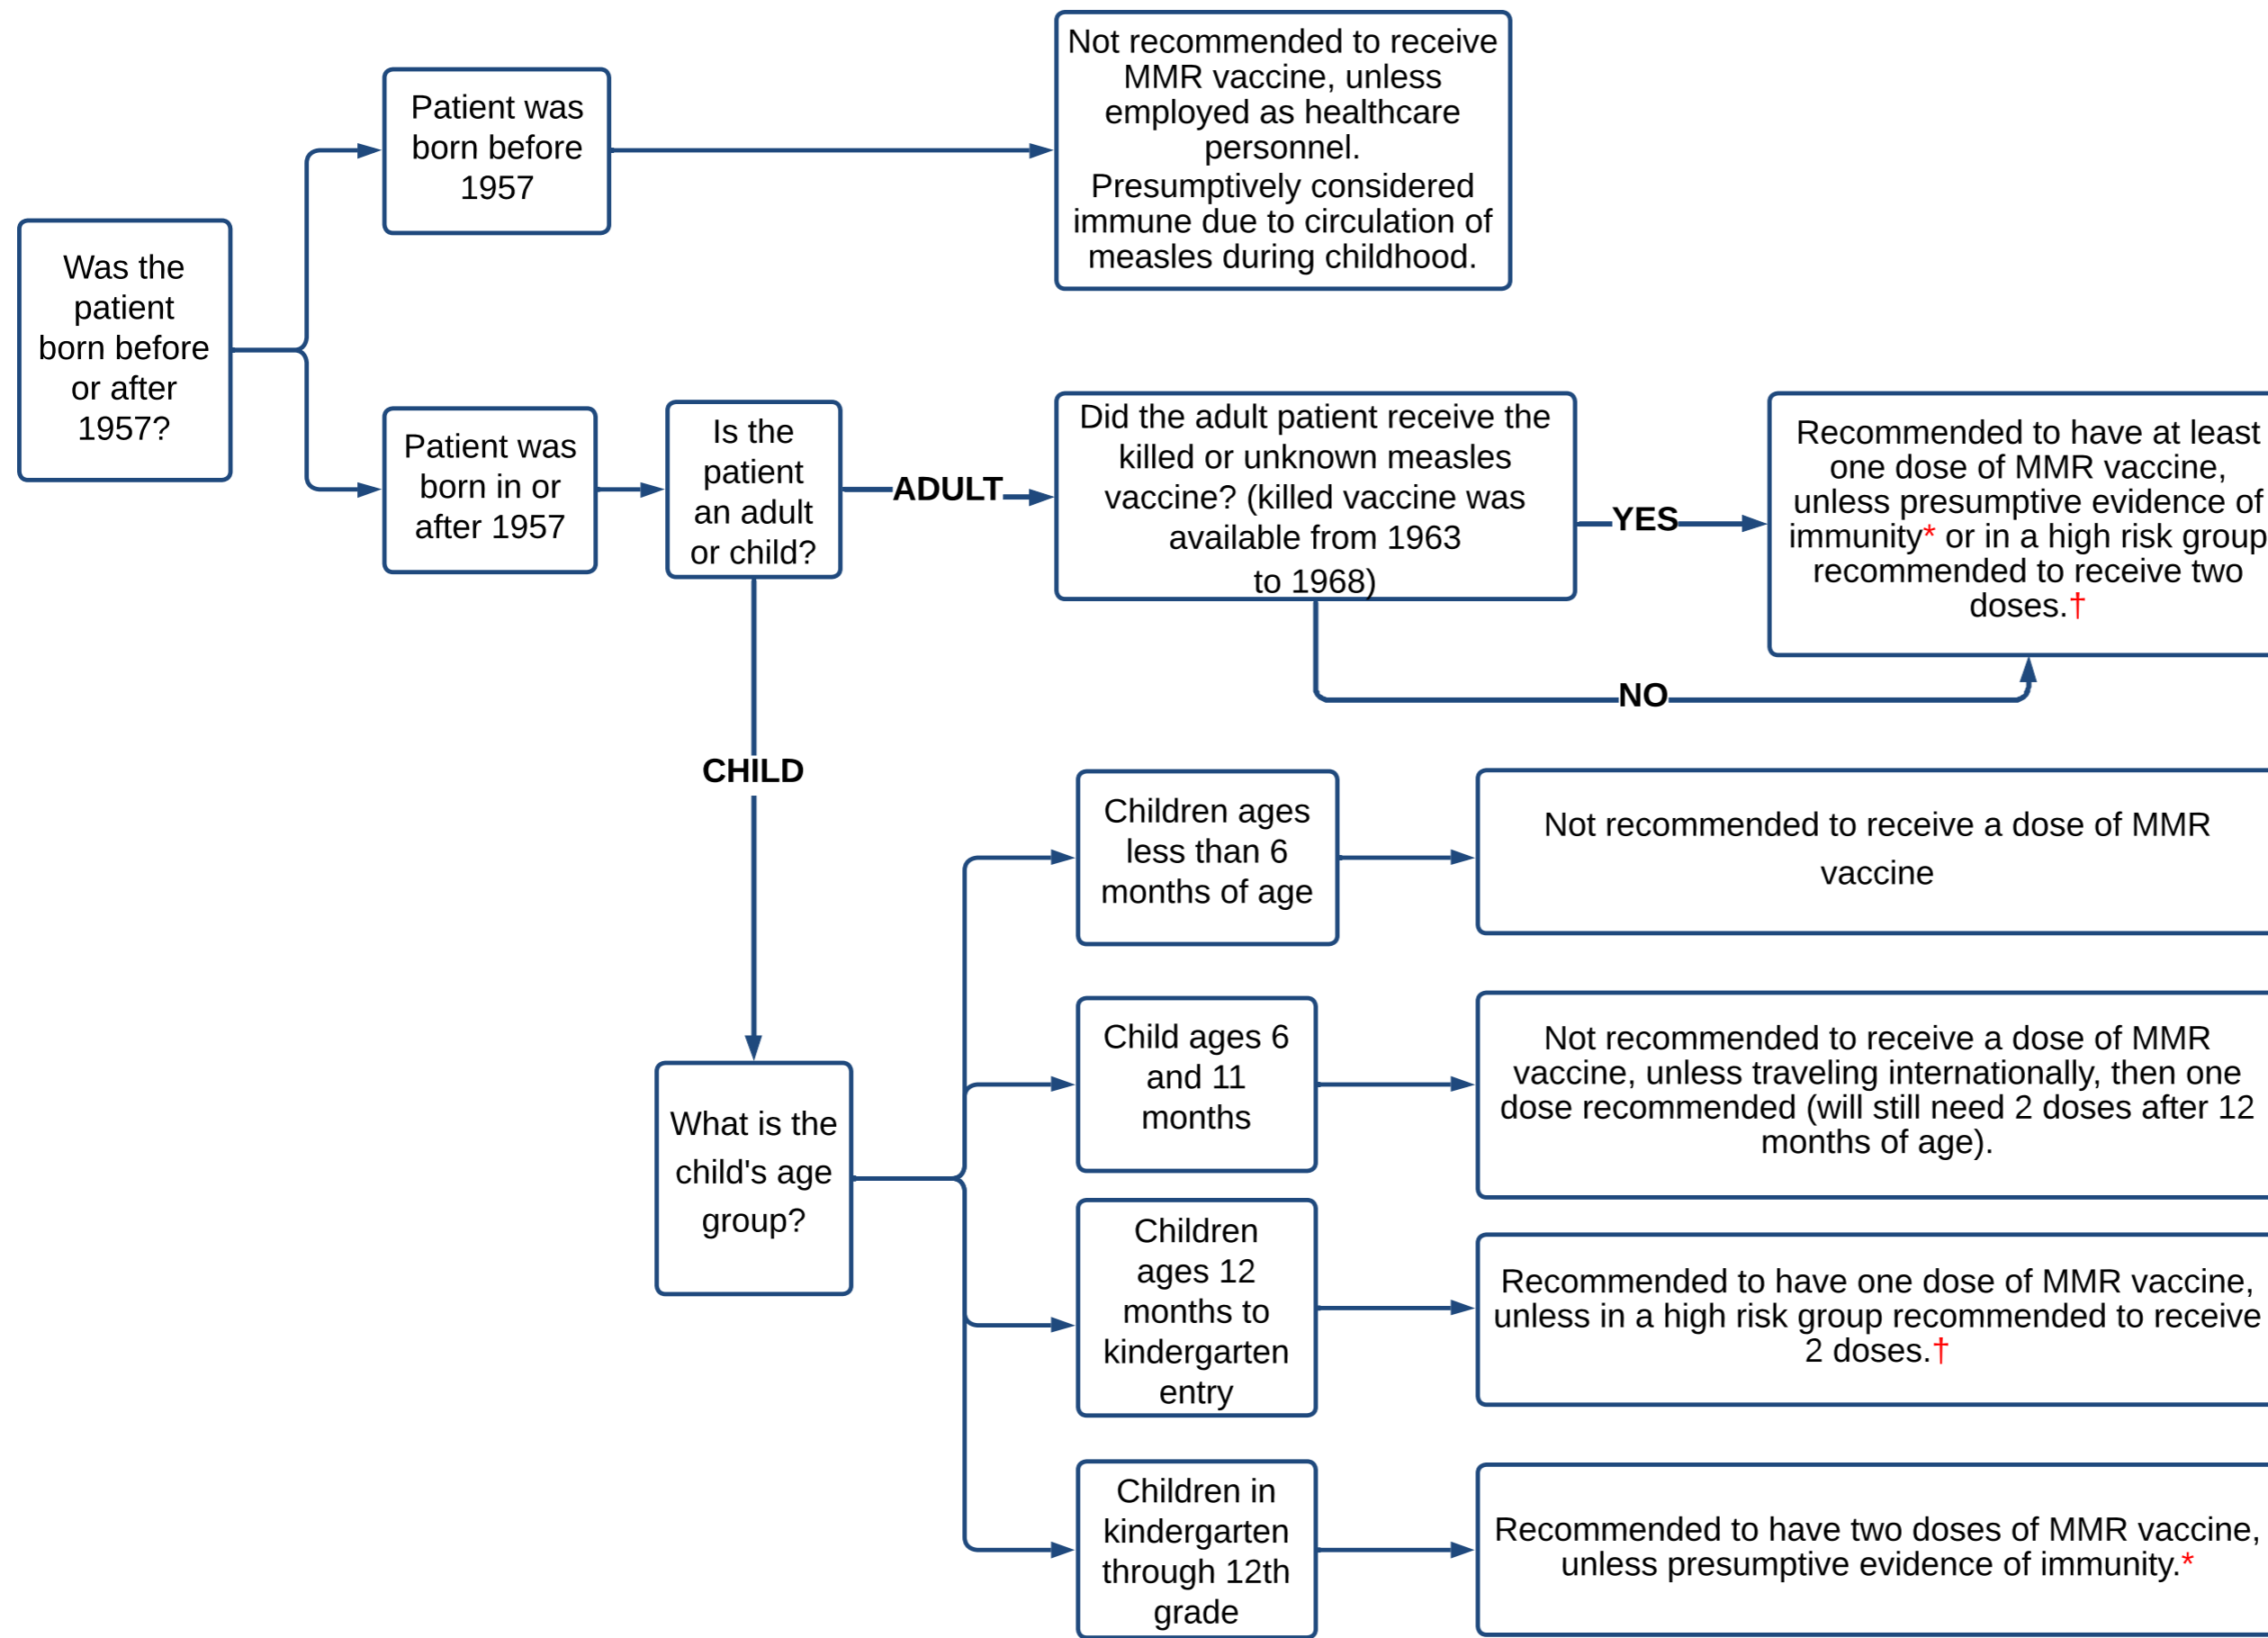 Was the
patient
born before
or after
1957?
Patient was
born before
1957
Not recommended to receive
MMR vaccine, unless
employed as healthcare
personnel.
Presumptively considered
immune due to circulation of
measles during childhood.
Patient was
born in or
after 1957
Is the
patient
an adult
or child?
ADULT
Did the adult patient receive the
killed or unknown measles
vaccine? (killed vaccine was
available from 1963
to 1968)
YES
NO
Recommended to have at least
one dose of MMR vaccine,
unless presumptive evidence of
immunity* or in a high risk group
recommended to receive two
doses.†
CHILD
What is the
child's age
group?
Children ages
less than 6
months of age
Not recommended to receive a dose of MMR
vaccine
Child ages 6
and 11
months
Not recommended to receive a dose of MMR
vaccine, unless traveling internationally, then one
dose recommended (will still need 2 doses after 12
months of age).
Children
ages 12
months to
kindergarten
entry
Recommended to have one dose of MMR vaccine,
unless in a high risk group recommended to receive
2 doses.†
Children in
kindergarten
through 12th
grade
Recommended to have two doses of MMR vaccine,
unless presumptive evidence of immunity.*